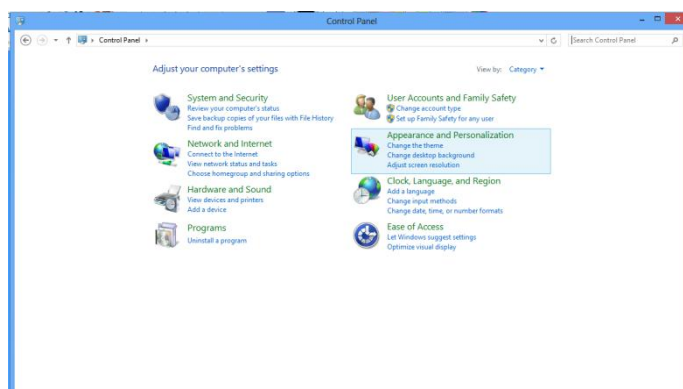 Control Panel
Control Panel
Search Control Panel
Adjust your computer's settings
View by: Category
System and Security
Review your computer's status
Save backup copies of your files with File History
Find and fix problems
Network and Internet
Connect to the Internet
View network status and tasks
Choose homegroup and sharing options
Hardware and Sound
View devices and printers
Add a device
Programs
Uninstall a program
User Accounts and Family Safety
Change account type
Set up Family Safety for any user
Appearance and Personalization
Change the theme
Change desktop background
Adjust screen resolution
Clock, Language, and Region
Add a language
Change input methods
Change date, time, or number formats
Ease of Access
Let Windows suggest settings
Optimize visual display